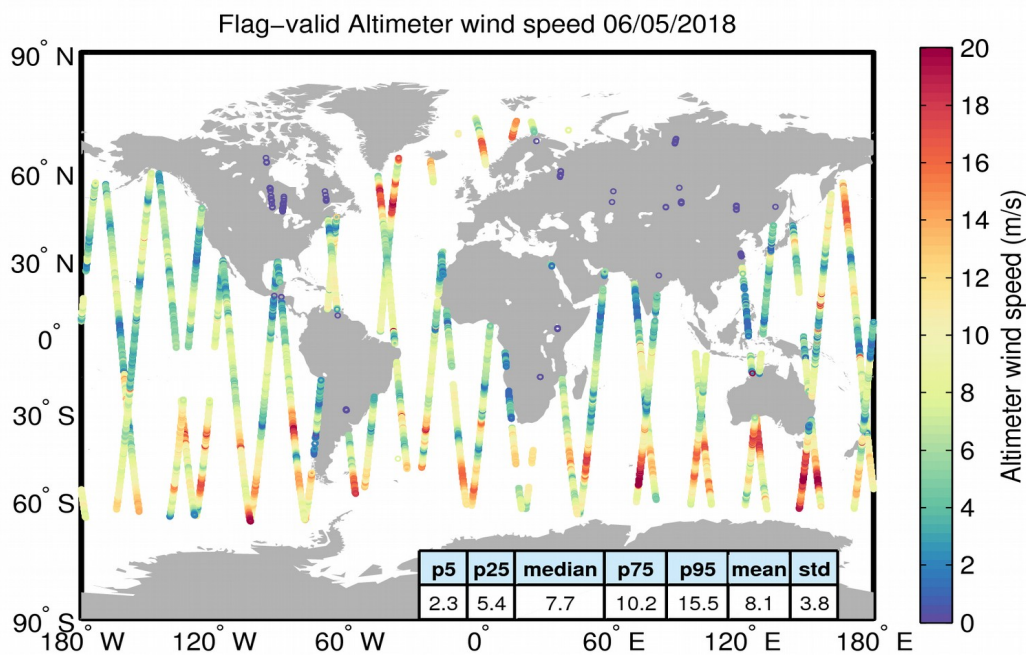 Flag−valid Altimeter wind speed 06/05/2018
90° N
60° N
30° N
0°
30° S
60° S
90° S
180° W
120° W
60° W
0°
60° E
120° E
180° E
p5 p25 median p75 p95 mean std
2.3 5.4 7.7 10.2 15.5 8.1 3.8
20
18
16
14
12
10
8
6
4
2
0
Altimeter wind speed (m/s)